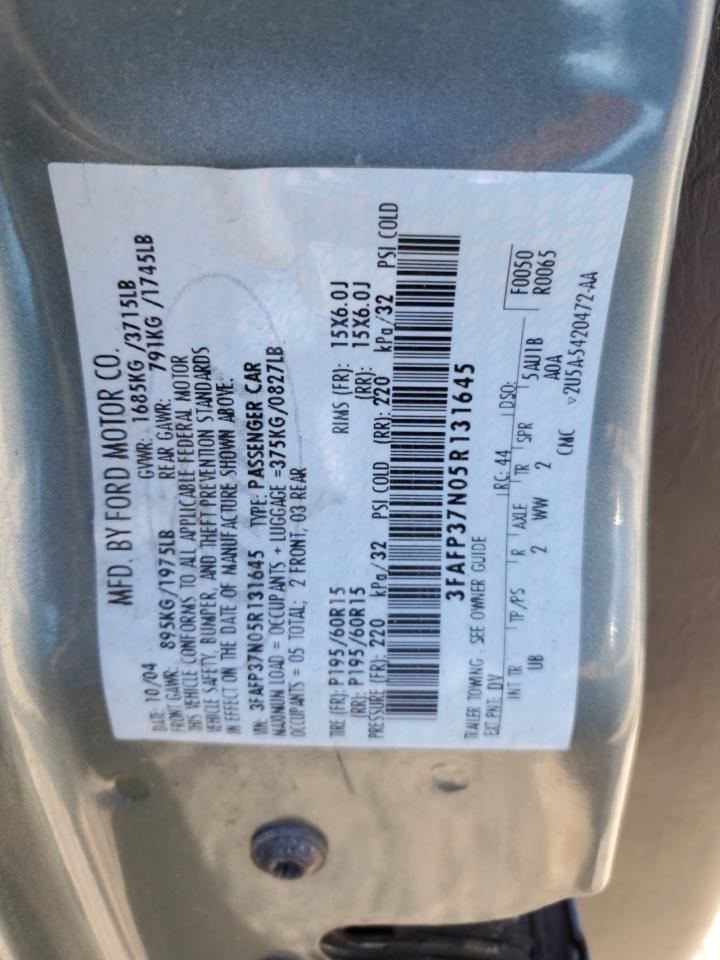 MFD. BY FORD MOTOR CO.
DATE: 10/04 GVWR: 1685KG /3715LB
FRONT GAWR: 895KG/1975LB REAR GAWR: 791KG /1745LB
THIS VEHICLE CONFORMS TO ALL APPLICABLE FEDERAL MOTOR
VEHICLE SAFETY, BUMPER, AND THEFT PREVENTION STANDARDS
IN EFFECT ON THE DATE OF MANUFACTURE SHOWN ABOVE.
VIN: 3FAFP37N05R131645 TYPE: PASSENGER CAR
MAXIMUM LOAD = OCCUPANTS + LUGGAGE =375KG/0827LB
OCCUPANTS = 05 TOTAL; 2 FRONT, 03 REAR
TIRE (FR): P195/60R15 RIMS (FR): 15X6.0J
(RR): P195/60R15 (RR): 15X6.0J
PRESSURE (FR): 220 kPa/32 PSI COLD (RR): 220 kPa/32 PSI COLD
3FAFP37N05R131645
TRAILER TOWING - SEE OWNER GUIDE
EXT PNT: DV RC: 44 DSO: F0050
R0065
INT TR TP/PS R AXLE TR SPR 5AU1B
UB 2 WW 2 A0A
CMC ▽2U5A-5420472-AA